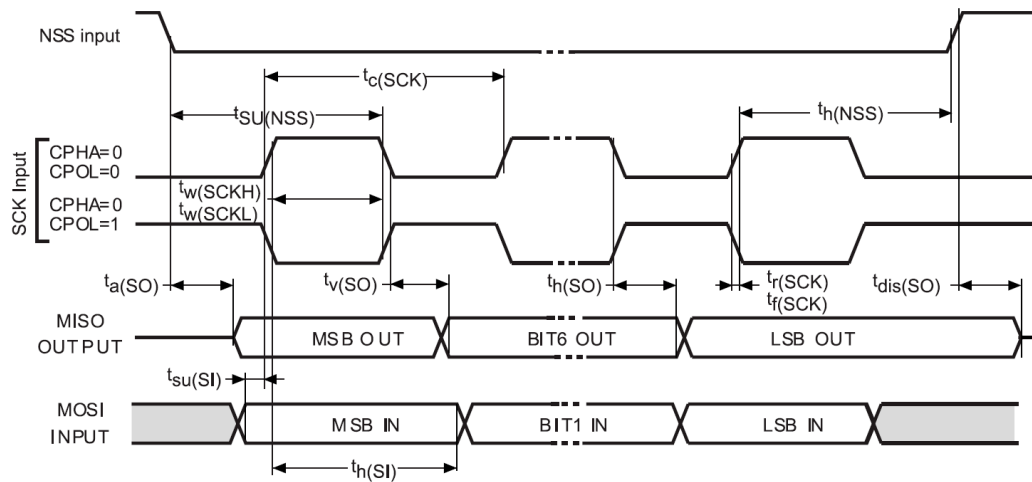 NSS input
tc(SCK)
tSU(NSS)
th(NSS)
SCK Input
CPHA=0
CPOL=0
tw(SCKH)
CPHA=0
tw(SCKL)
CPOL=1
ta(SO)
tv(SO)
th(SO)
tr(SCK)
tf(SCK)
tdis(SO)
MISO
OUTPUT
MSB OUT
BIT6 OUT
LSB OUT
tsu(SI)
MOSI
INPUT
MSB IN
BIT1 IN
LSB IN
th(SI)